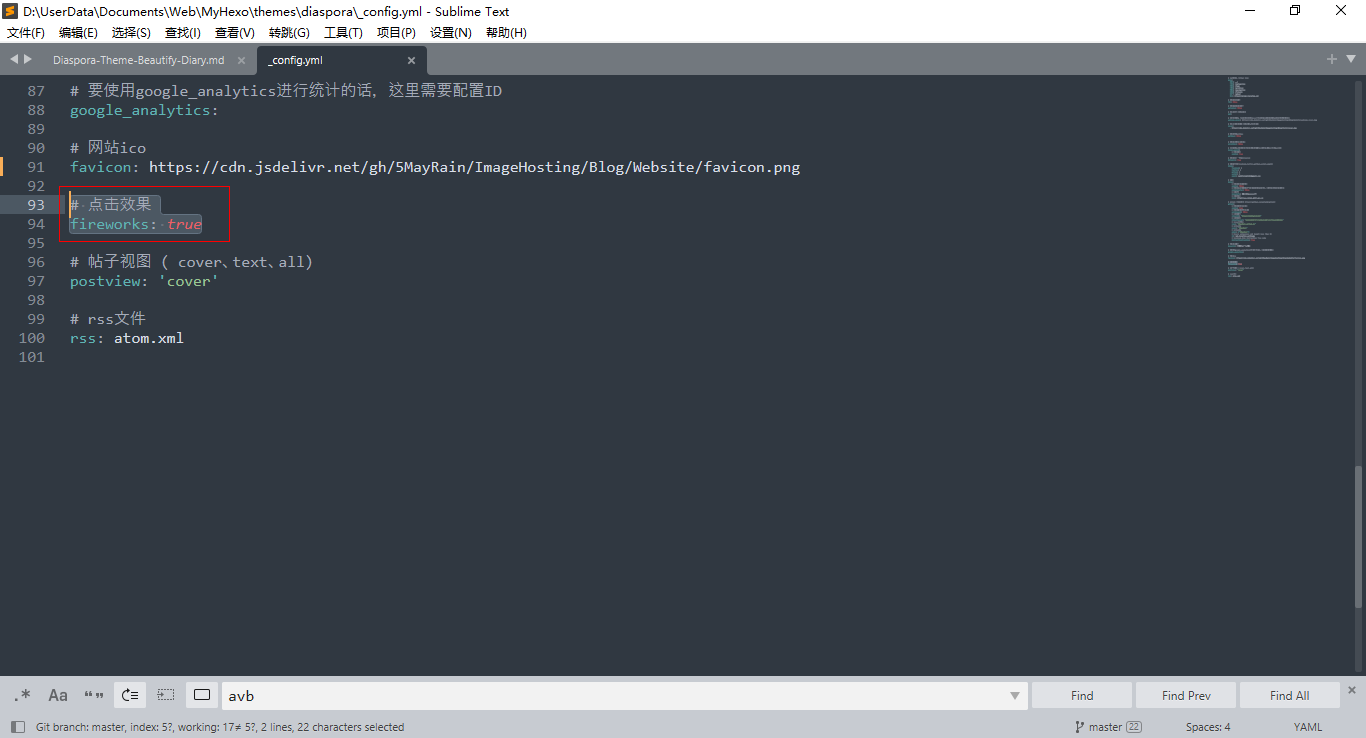 D:\UserData\Documents\Web\MyHexo\themes\diaspora\_config.yml - Sublime Text
文件(F) 编辑(E) 选择(S) 查找(I) 查看(V) 转跳(G) 工具(T) 项目(P) 设置(N) 帮助(H)
Diaspora-Theme-Beautify-Diary.md × _config.yml ×
87 # 要使用google_analytics进行统计的话，这里需要配置ID
88 google_analytics:
89
90 # 网站ico
91 favicon: https://cdn.jsdelivr.net/gh/5MayRain/ImageHosting/Blog/Website/favicon.png
92
93 # 点击效果
94 fireworks: true
95
96 # 帖子视图 ( cover、text、all)
97 postview: 'cover'
98
99 # rss文件
100 rss: atom.xml
101
.* Aa “” avb Find Find Prev Find All
Git branch: master, index: 5?, working: 17≠ 5?, 2 lines, 22 characters selected master 22 Spaces: 4 YAML